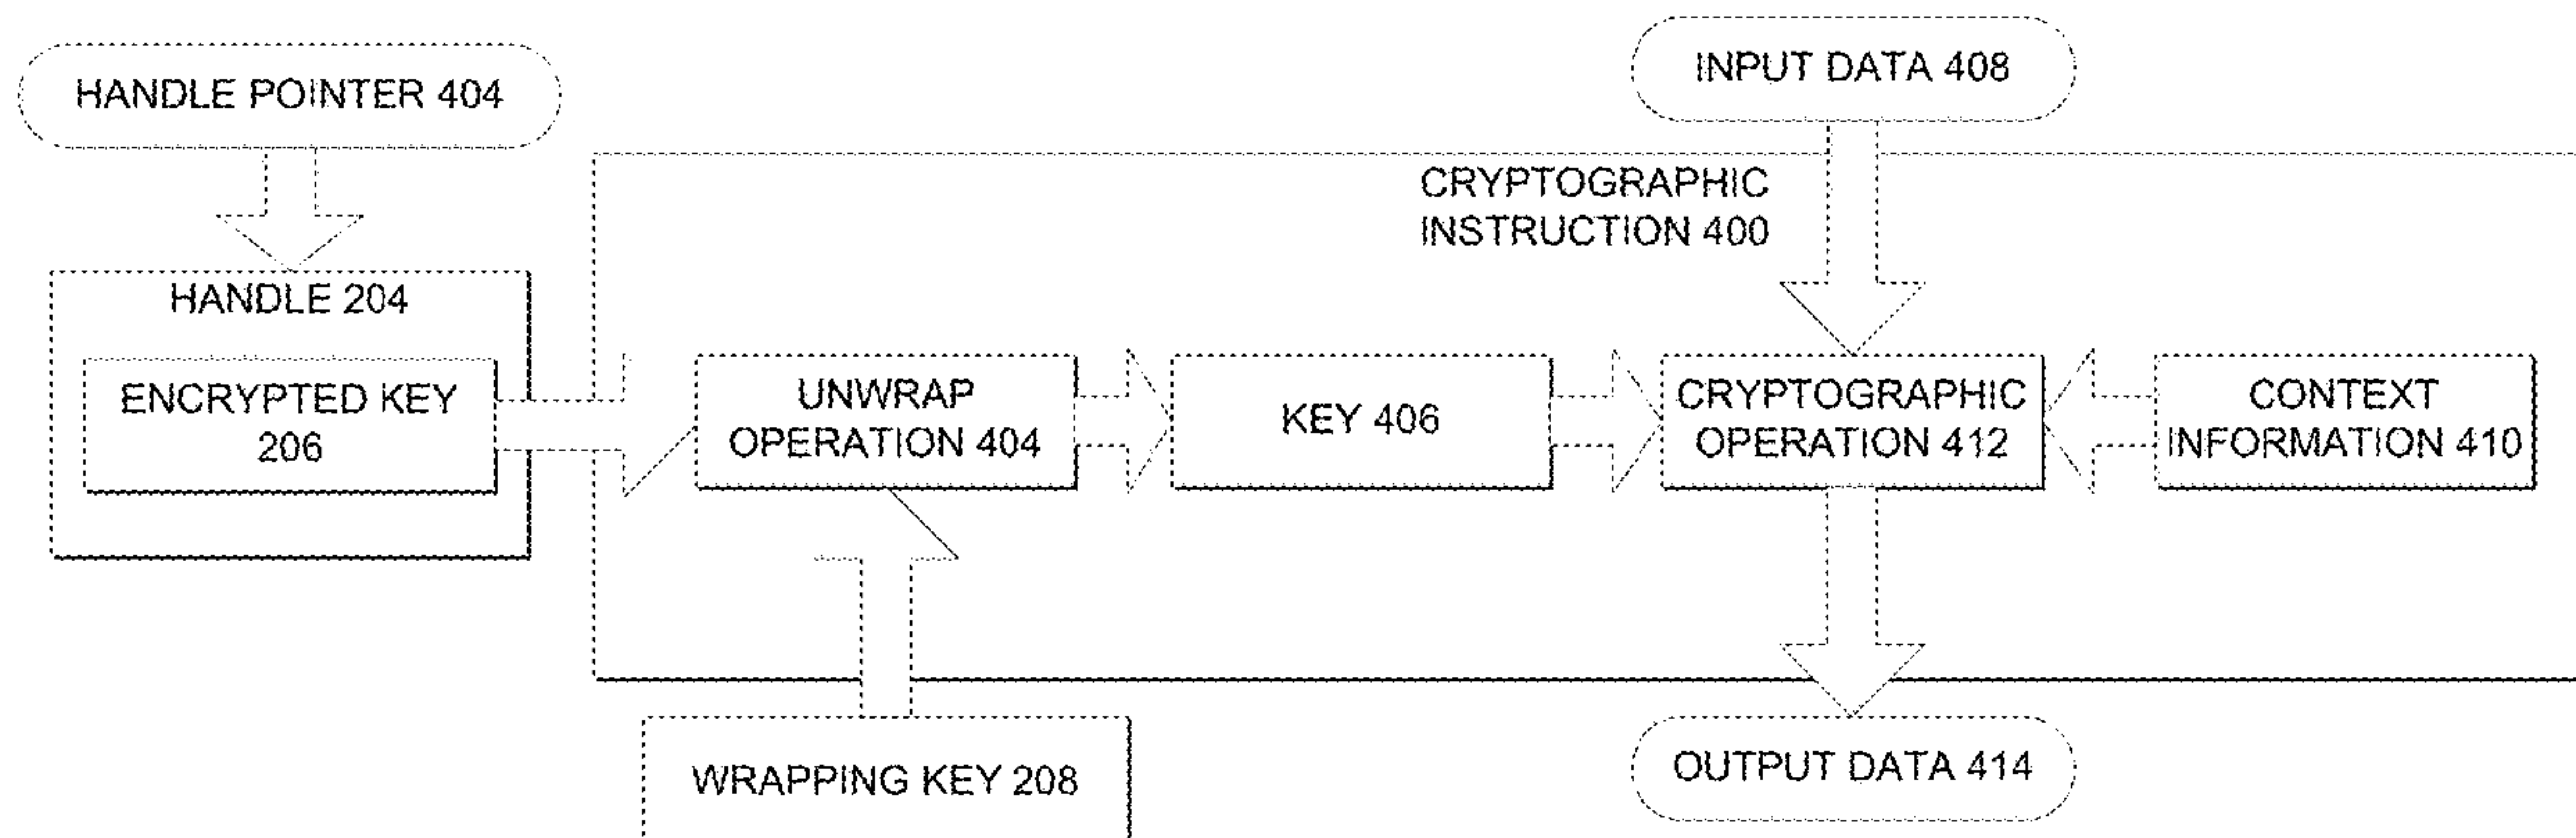 HANDLE POINTER 404
INPUT DATA 408
CRYPTOGRAPHIC
INSTRUCTION 400
HANDLE 204
ENCRYPTED KEY
206
UNWRAP
OPERATION 404
KEY 406
CRYPTOGRAPHIC
OPERATION 412
CONTEXT
INFORMATION 410
WRAPPING KEY 208
OUTPUT DATA 414